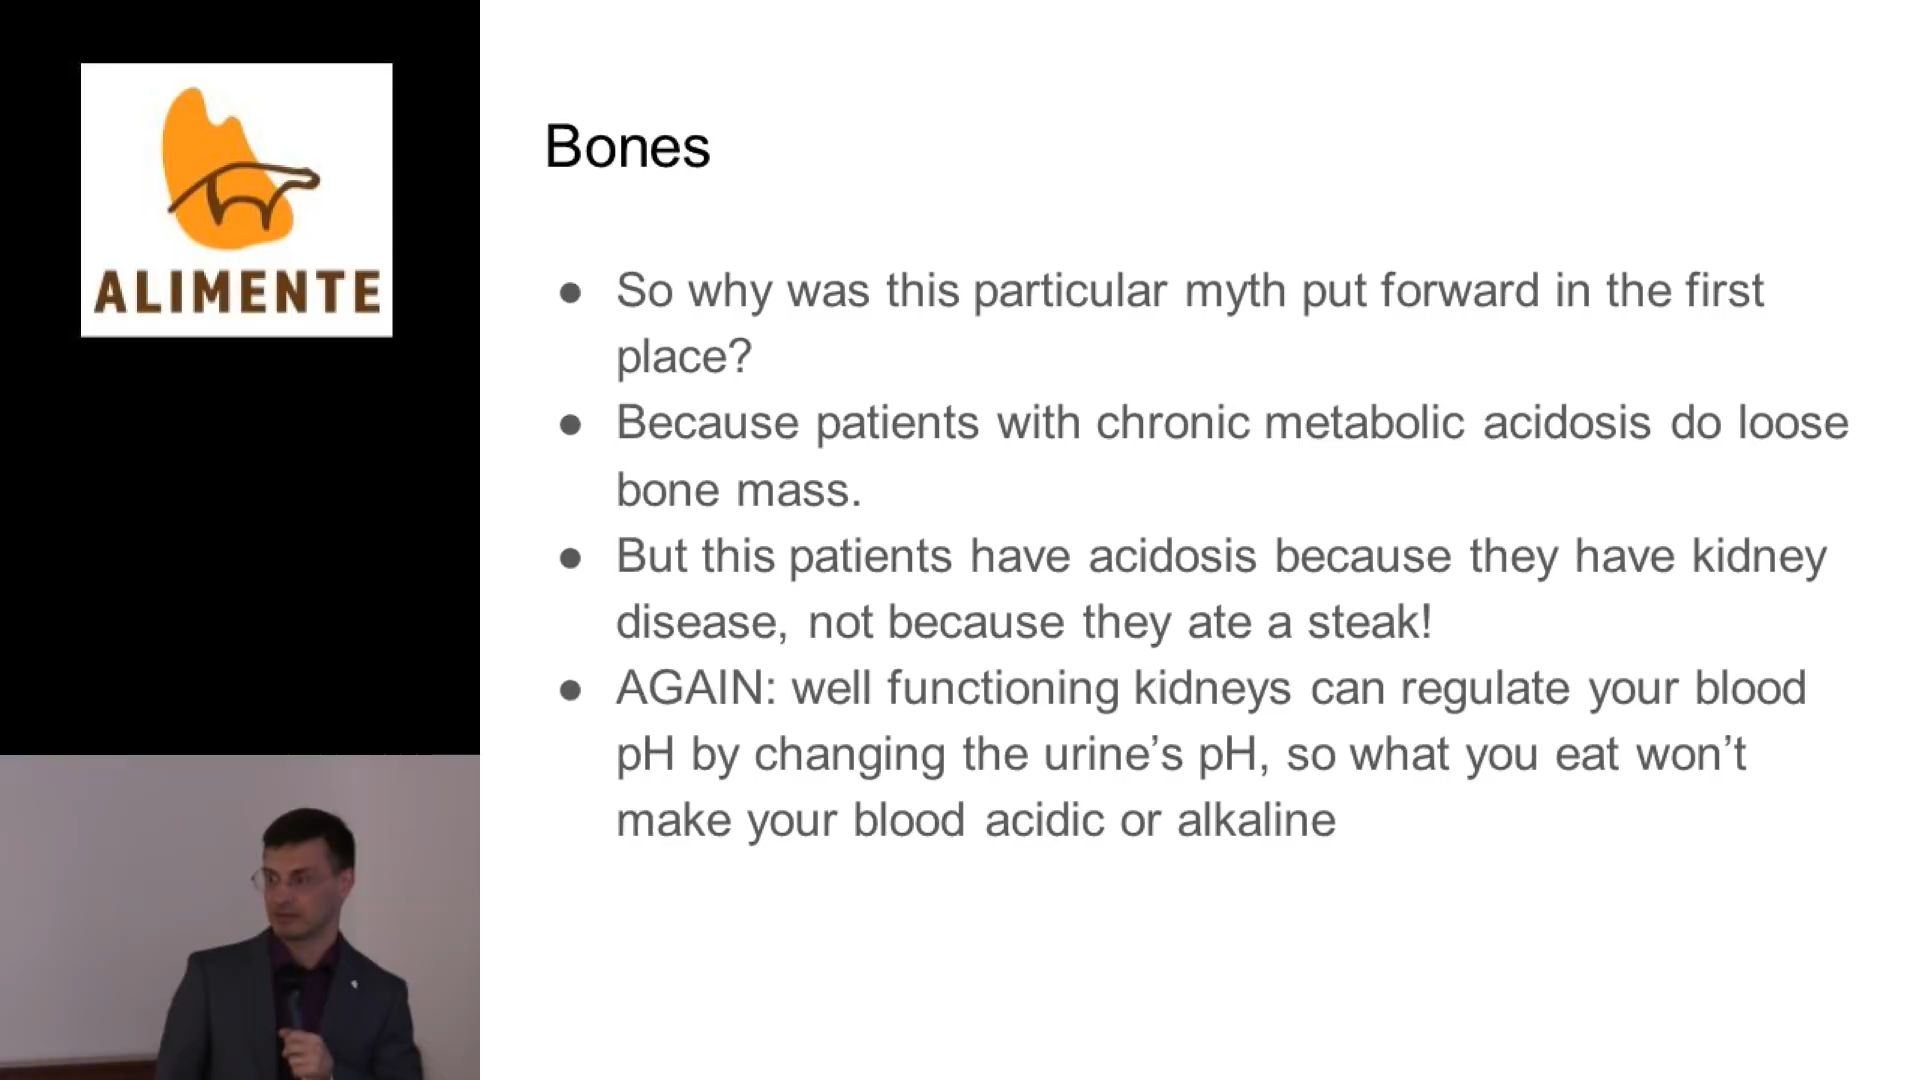 ALIMENTE
Bones
● So why was this particular myth put forward in the first
place?
● Because patients with chronic metabolic acidosis do loose
bone mass.
● But this patients have acidosis because they have kidney
disease, not because they ate a steak!
● AGAIN: well functioning kidneys can regulate your blood
pH by changing the urine’s pH, so what you eat won’t
make your blood acidic or alkaline